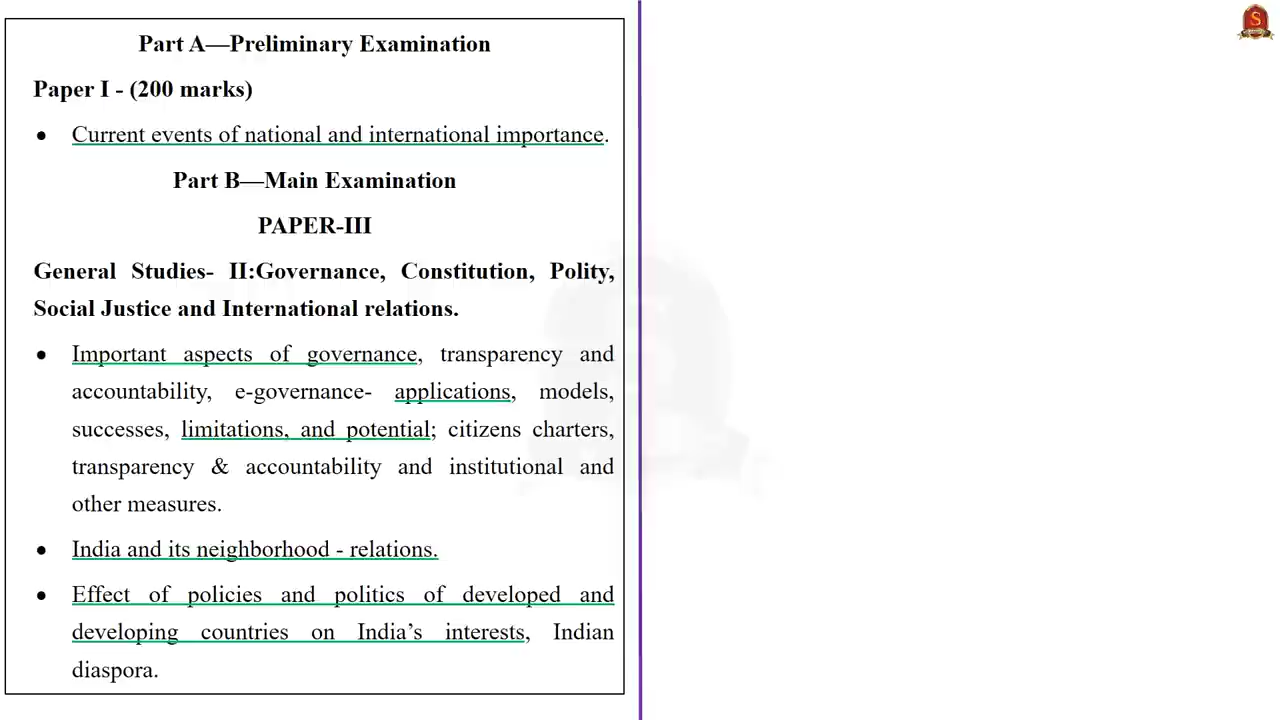 Part A—Preliminary Examination
Paper I - (200 marks)
● Current events of national and international importance.
Part B—Main Examination
PAPER-III
General Studies- II:Governance, Constitution, Polity,
Social Justice and International relations.
● Important aspects of governance, transparency and
accountability, e-governance- applications, models,
successes, limitations, and potential; citizens charters,
transparency & accountability and institutional and
other measures.
● India and its neighborhood - relations.
● Effect of policies and politics of developed and
developing countries on India’s interests, Indian
diaspora.
S